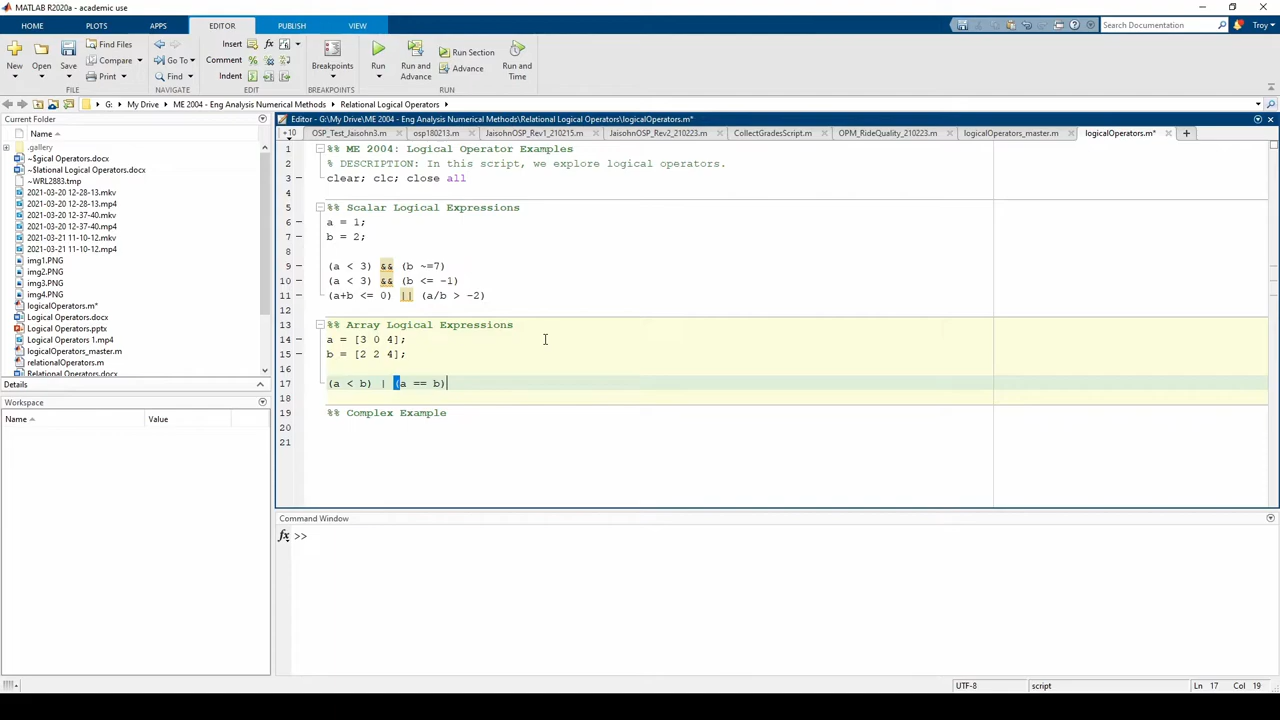 MATLAB R2020a - academic use
HOME PLOTS APPS EDITOR PUBLISH VIEW
Search Documentation
Troy
New Open Save
Find Files
Compare
Print
Go To
Find
Insert
Comment
Indent
Breakpoints
Run
Run and Advance
Run Section
Advance
Run and Time
FILE NAVIGATE EDIT BREAKPOINTS RUN
G: My Drive ME 2004 - Eng Analysis Numerical Methods Relational Logical Operators
Current Folder
Name
.gallery
~$gical Operators.docx
~$lational Logical Operators.docx
~WRL2883.tmp
2021-03-20 12-28-13.mkv
2021-03-20 12-28-13.mp4
2021-03-20 12-37-40.mkv
2021-03-20 12-37-40.mp4
2021-03-21 11-10-12.mkv
2021-03-21 11-10-12.mp4
img1.PNG
img2.PNG
img3.PNG
img4.PNG
logicalOperators.m*
Logical Operators.docx
Logical Operators.pptx
Logical Operators 1.mp4
logicalOperators_master.m
relationalOperators.m
Relational Operators.docx
Details
Workspace
Name Value
Editor - G:\My Drive\ME 2004 - Eng Analysis Numerical Methods\Relational Logical Operators\logicalOperators.m*
+10 OSP_Test_Jaisohn3.m osp180213.m JaisohnOSP_Rev1_210215.m JaisohnOSP_Rev2_210223.m CollectGradesScript.m OPM_RideQuality_210223.m logicalOperators_master.m logicalOperators.m*
1 %% ME 2004: Logical Operator Examples
2 % DESCRIPTION: In this script, we explore logical operators.
3 clear; clc; close all
4
5 %% Scalar Logical Expressions
6 a = 1;
7 b = 2;
8
9 (a < 3) && (b ~=7)
10 (a < 3) && (b <= -1)
11 (a+b <= 0) || (a/b > -2)
12
13 %% Array Logical Expressions
14 a = [3 0 4];
15 b = [2 2 4];
16
17 (a < b) | (a == b)
18
19 %% Complex Example
20
21
Command Window
fx >>
UTF-8 script Ln 17 Col 19